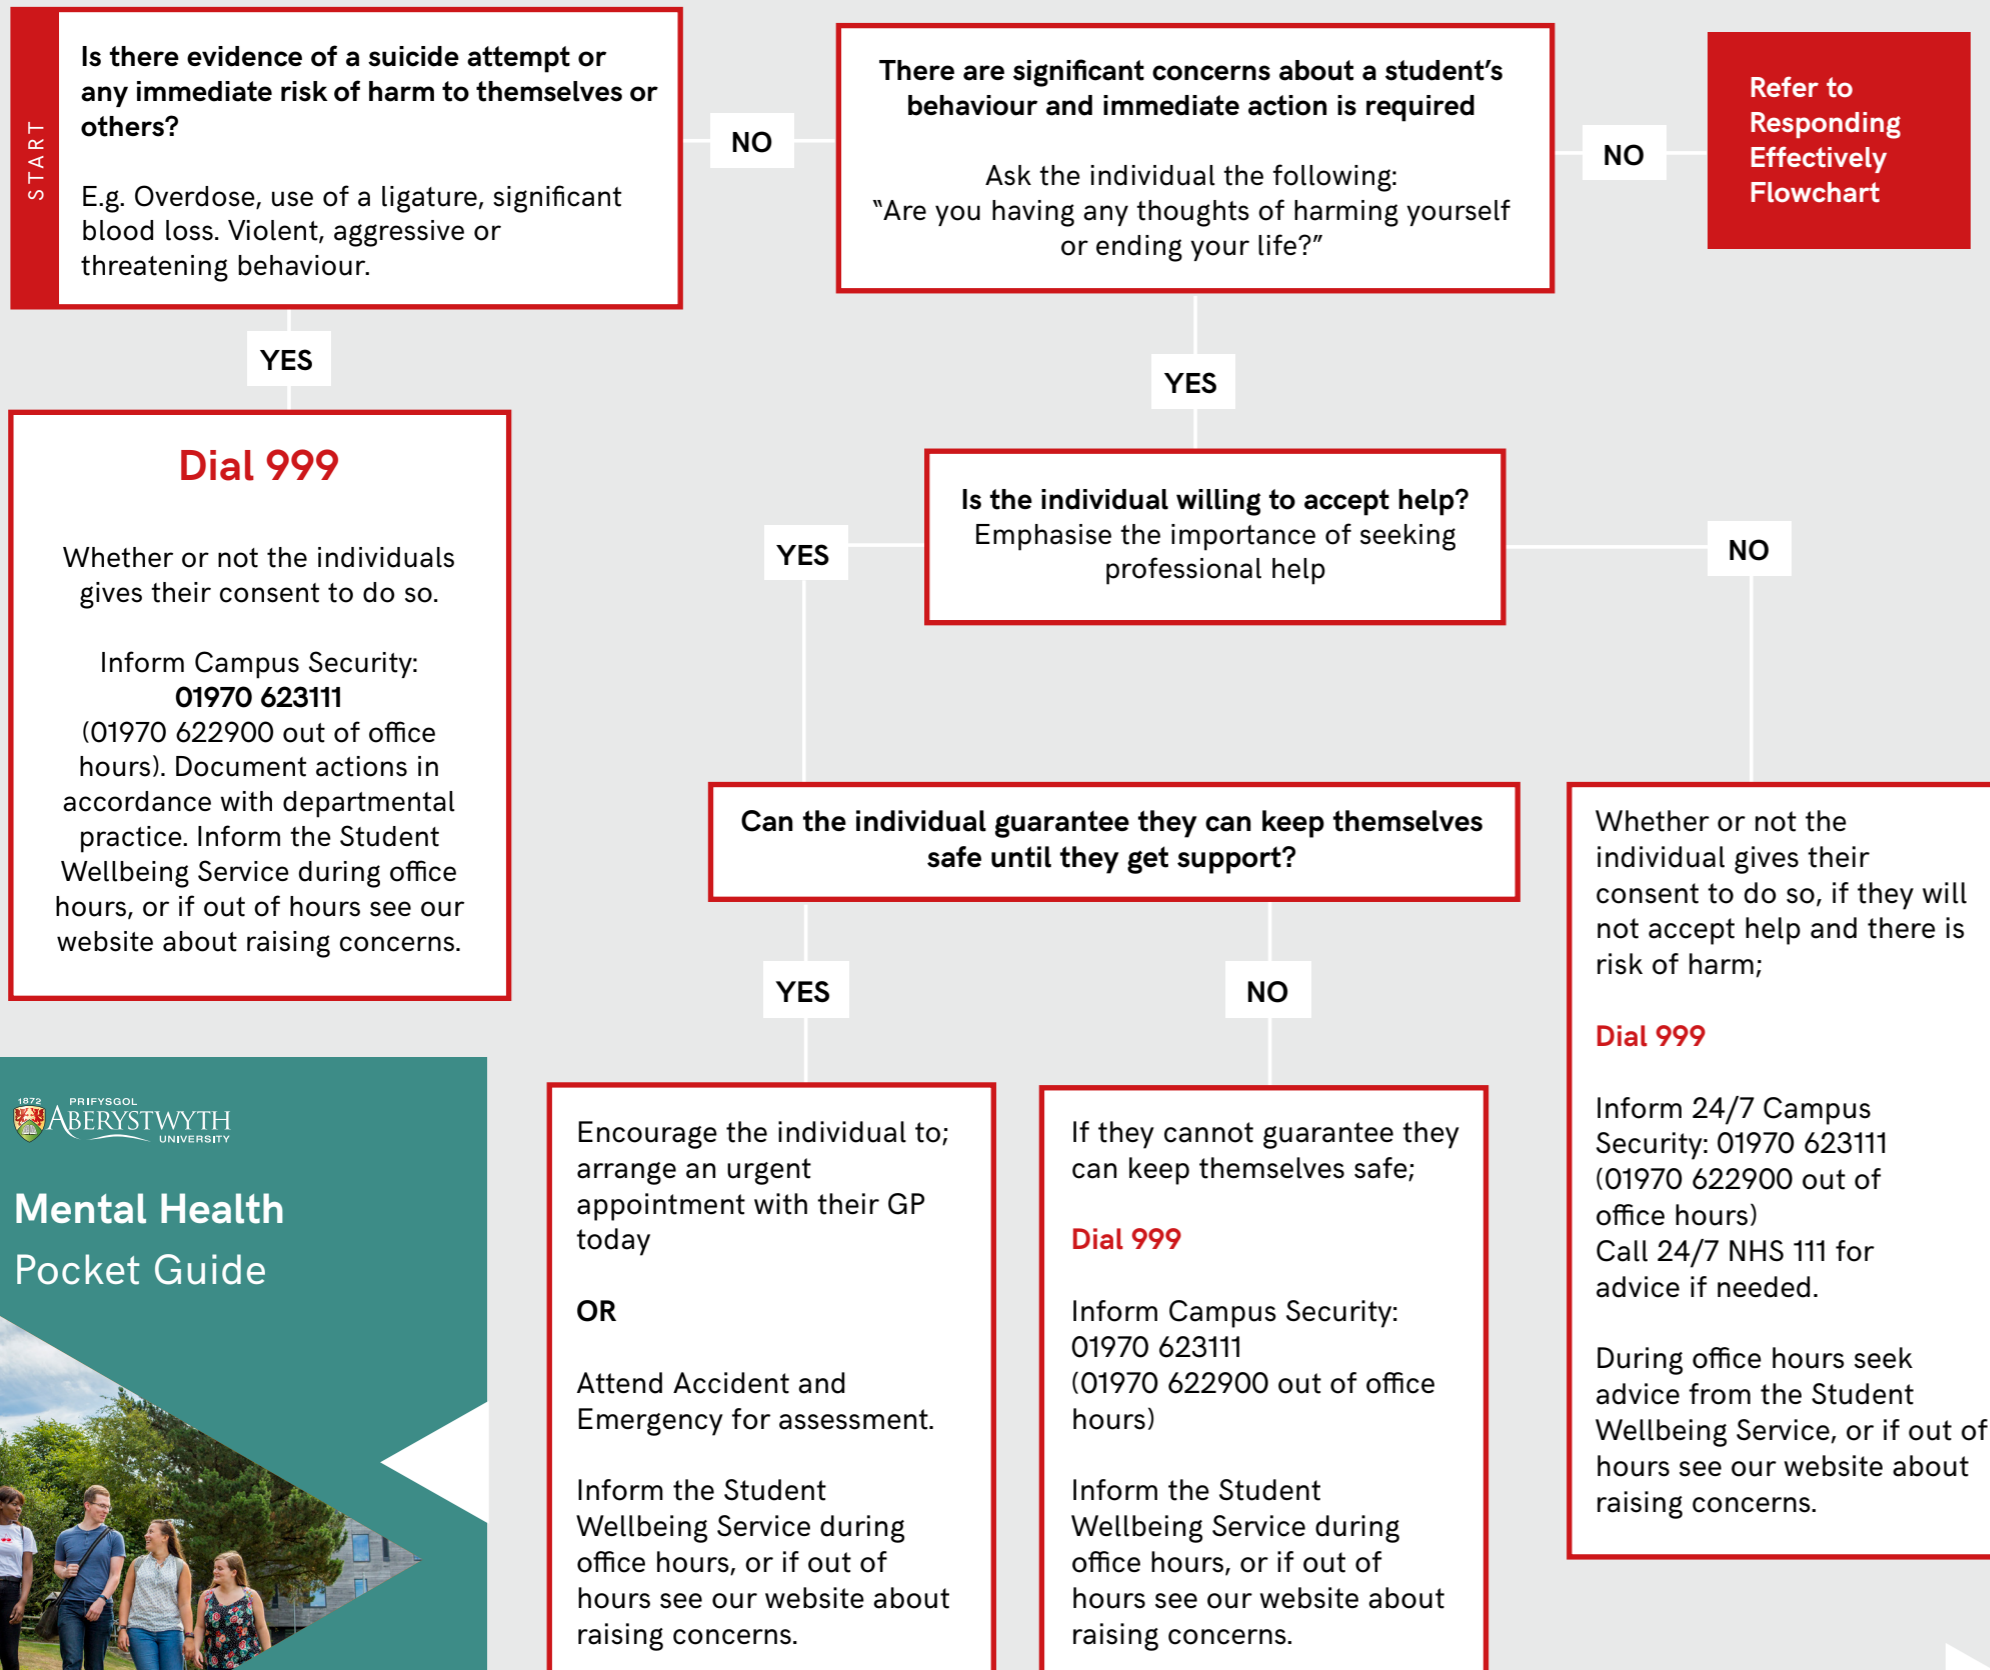 START
Is there evidence of a suicide attempt or
any immediate risk of harm to themselves or
others?
E.g. Overdose, use of a ligature, significant
blood loss. Violent, aggressive or
threatening behaviour.
NO
There are significant concerns about a student’s
behaviour and immediate action is required
Ask the individual the following:
“Are you having any thoughts of harming yourself
or ending your life?”
NO
Refer to
Responding
Effectively
Flowchart
YES
Dial 999
Whether or not the individuals
gives their consent to do so.
Inform Campus Security:
01970 623111
(01970 622900 out of office
hours). Document actions in
accordance with departmental
practice. Inform the Student
Wellbeing Service during office
hours, or if out of hours see our
website about raising concerns.
YES
Is the individual willing to accept help?
Emphasise the importance of seeking
professional help
YES
NO
Can the individual guarantee they can keep themselves
safe until they get support?
YES
NO
Encourage the individual to;
arrange an urgent
appointment with their GP
today
OR
Attend Accident and
Emergency for assessment.
Inform the Student
Wellbeing Service during
office hours, or if out of
hours see our website about
raising concerns.
If they cannot guarantee they
can keep themselves safe;
Dial 999
Inform Campus Security:
01970 623111
(01970 622900 out of office
hours)
Inform the Student
Wellbeing Service during
office hours, or if out of
hours see our website about
raising concerns.
Whether or not the
individual gives their
consent to do so, if they will
not accept help and there is
risk of harm;
Dial 999
Inform 24/7 Campus
Security: 01970 623111
(01970 622900 out of
office hours)
Call 24/7 NHS 111 for
advice if needed.
During office hours seek
advice from the Student
Wellbeing Service, or if out of
hours see our website about
raising concerns.
1872
PRIFYSGOL
ABERYSTWYTH
UNIVERSITY
Mental Health
Pocket Guide